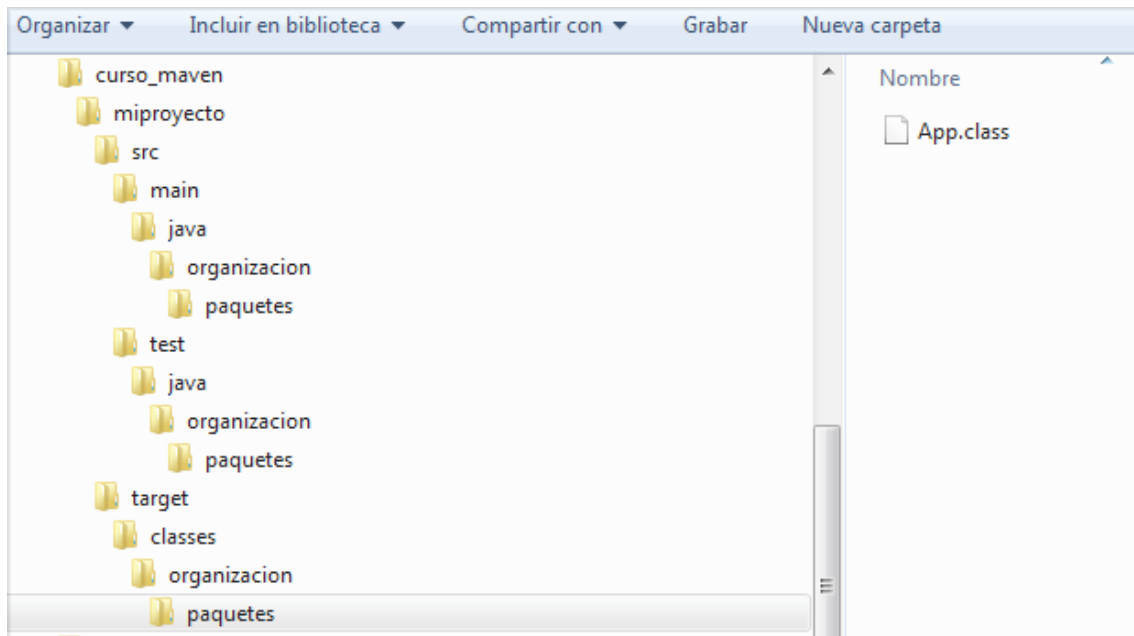 Organizar Incluir en biblioteca Compartir con Grabar Nueva carpeta
curso_maven
miproyecto
src
main
java
organizacion
paquetes
test
java
organizacion
paquetes
target
classes
organizacion
paquetes
Nombre
App.class